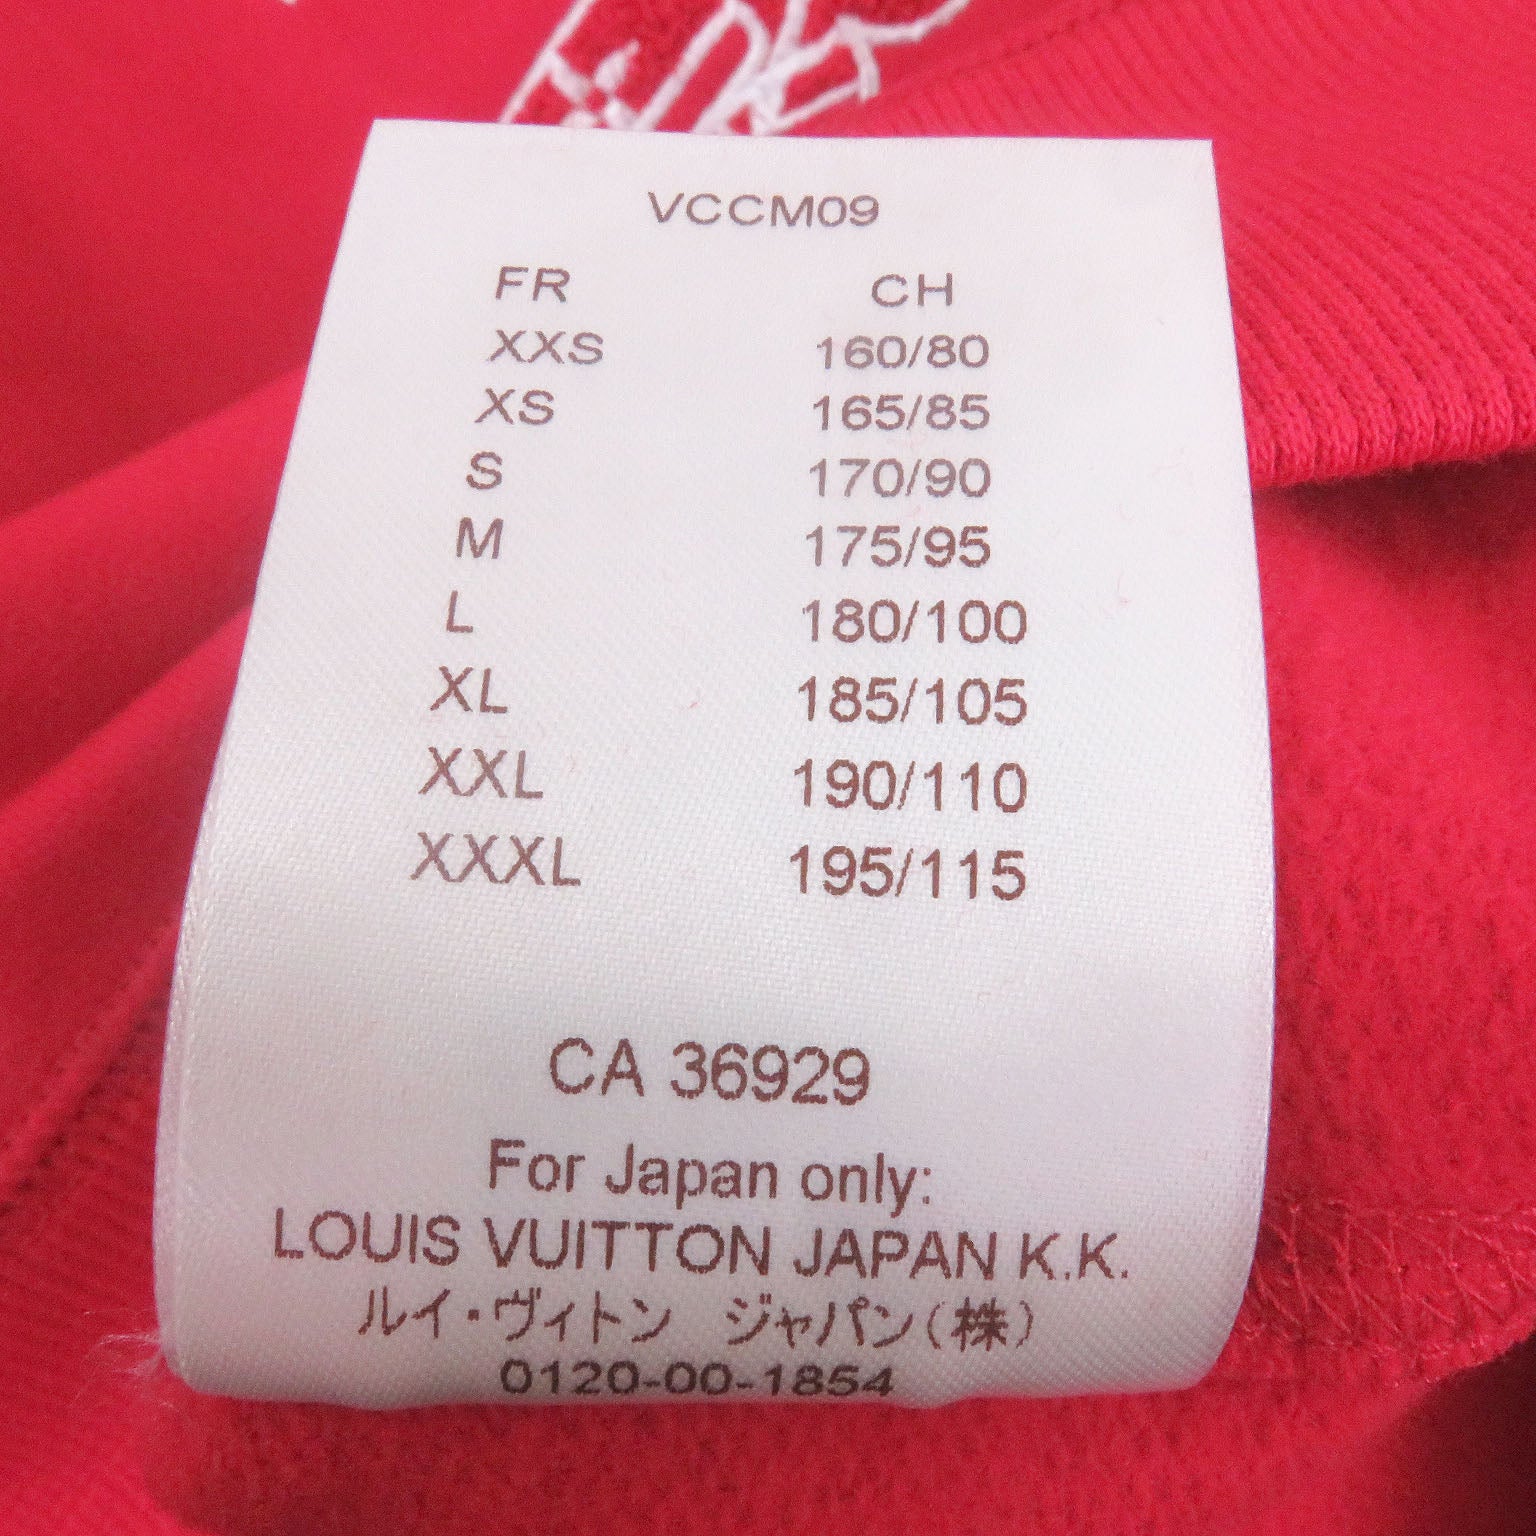 VCCM09
FR CH
XXS 160/80
XS 165/85
S 170/90
M 175/95
L 180/100
XL 185/105
XXL 190/110
XXXL 195/115
CA 36929
For Japan only:
LOUIS VUITTON JAPAN K.K.
ルイ・ヴィトン ジャパン(株)
0120-00-1854